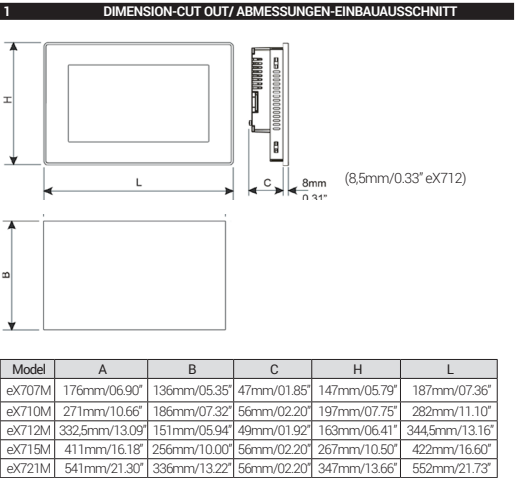 1 DIMENSION-CUT OUT/ ABMESSUNGEN-EINBAUAUSSCHNITT
H
L
C
8mm
0.31"
(8,5mm/0.33" eX712)
B
Model A B C H L
eX707M 176mm/06.90" 136mm/05.35" 47mm/01.85" 147mm/05.79" 187mm/07.36"
eX710M 271mm/10.66" 186mm/07.32" 56mm/02.20" 197mm/07.75" 282mm/11.10"
eX712M 332,5mm/13.09" 151mm/05.94" 49mm/01.92" 163mm/06.41" 344,5mm/13.16"
eX715M 411mm/16.18" 256mm/10.00" 56mm/02.20" 267mm/10.50" 422mm/16.60"
eX721M 541mm/21.30" 336mm/13.22" 56mm/02.20" 347mm/13.66" 552mm/21.73"